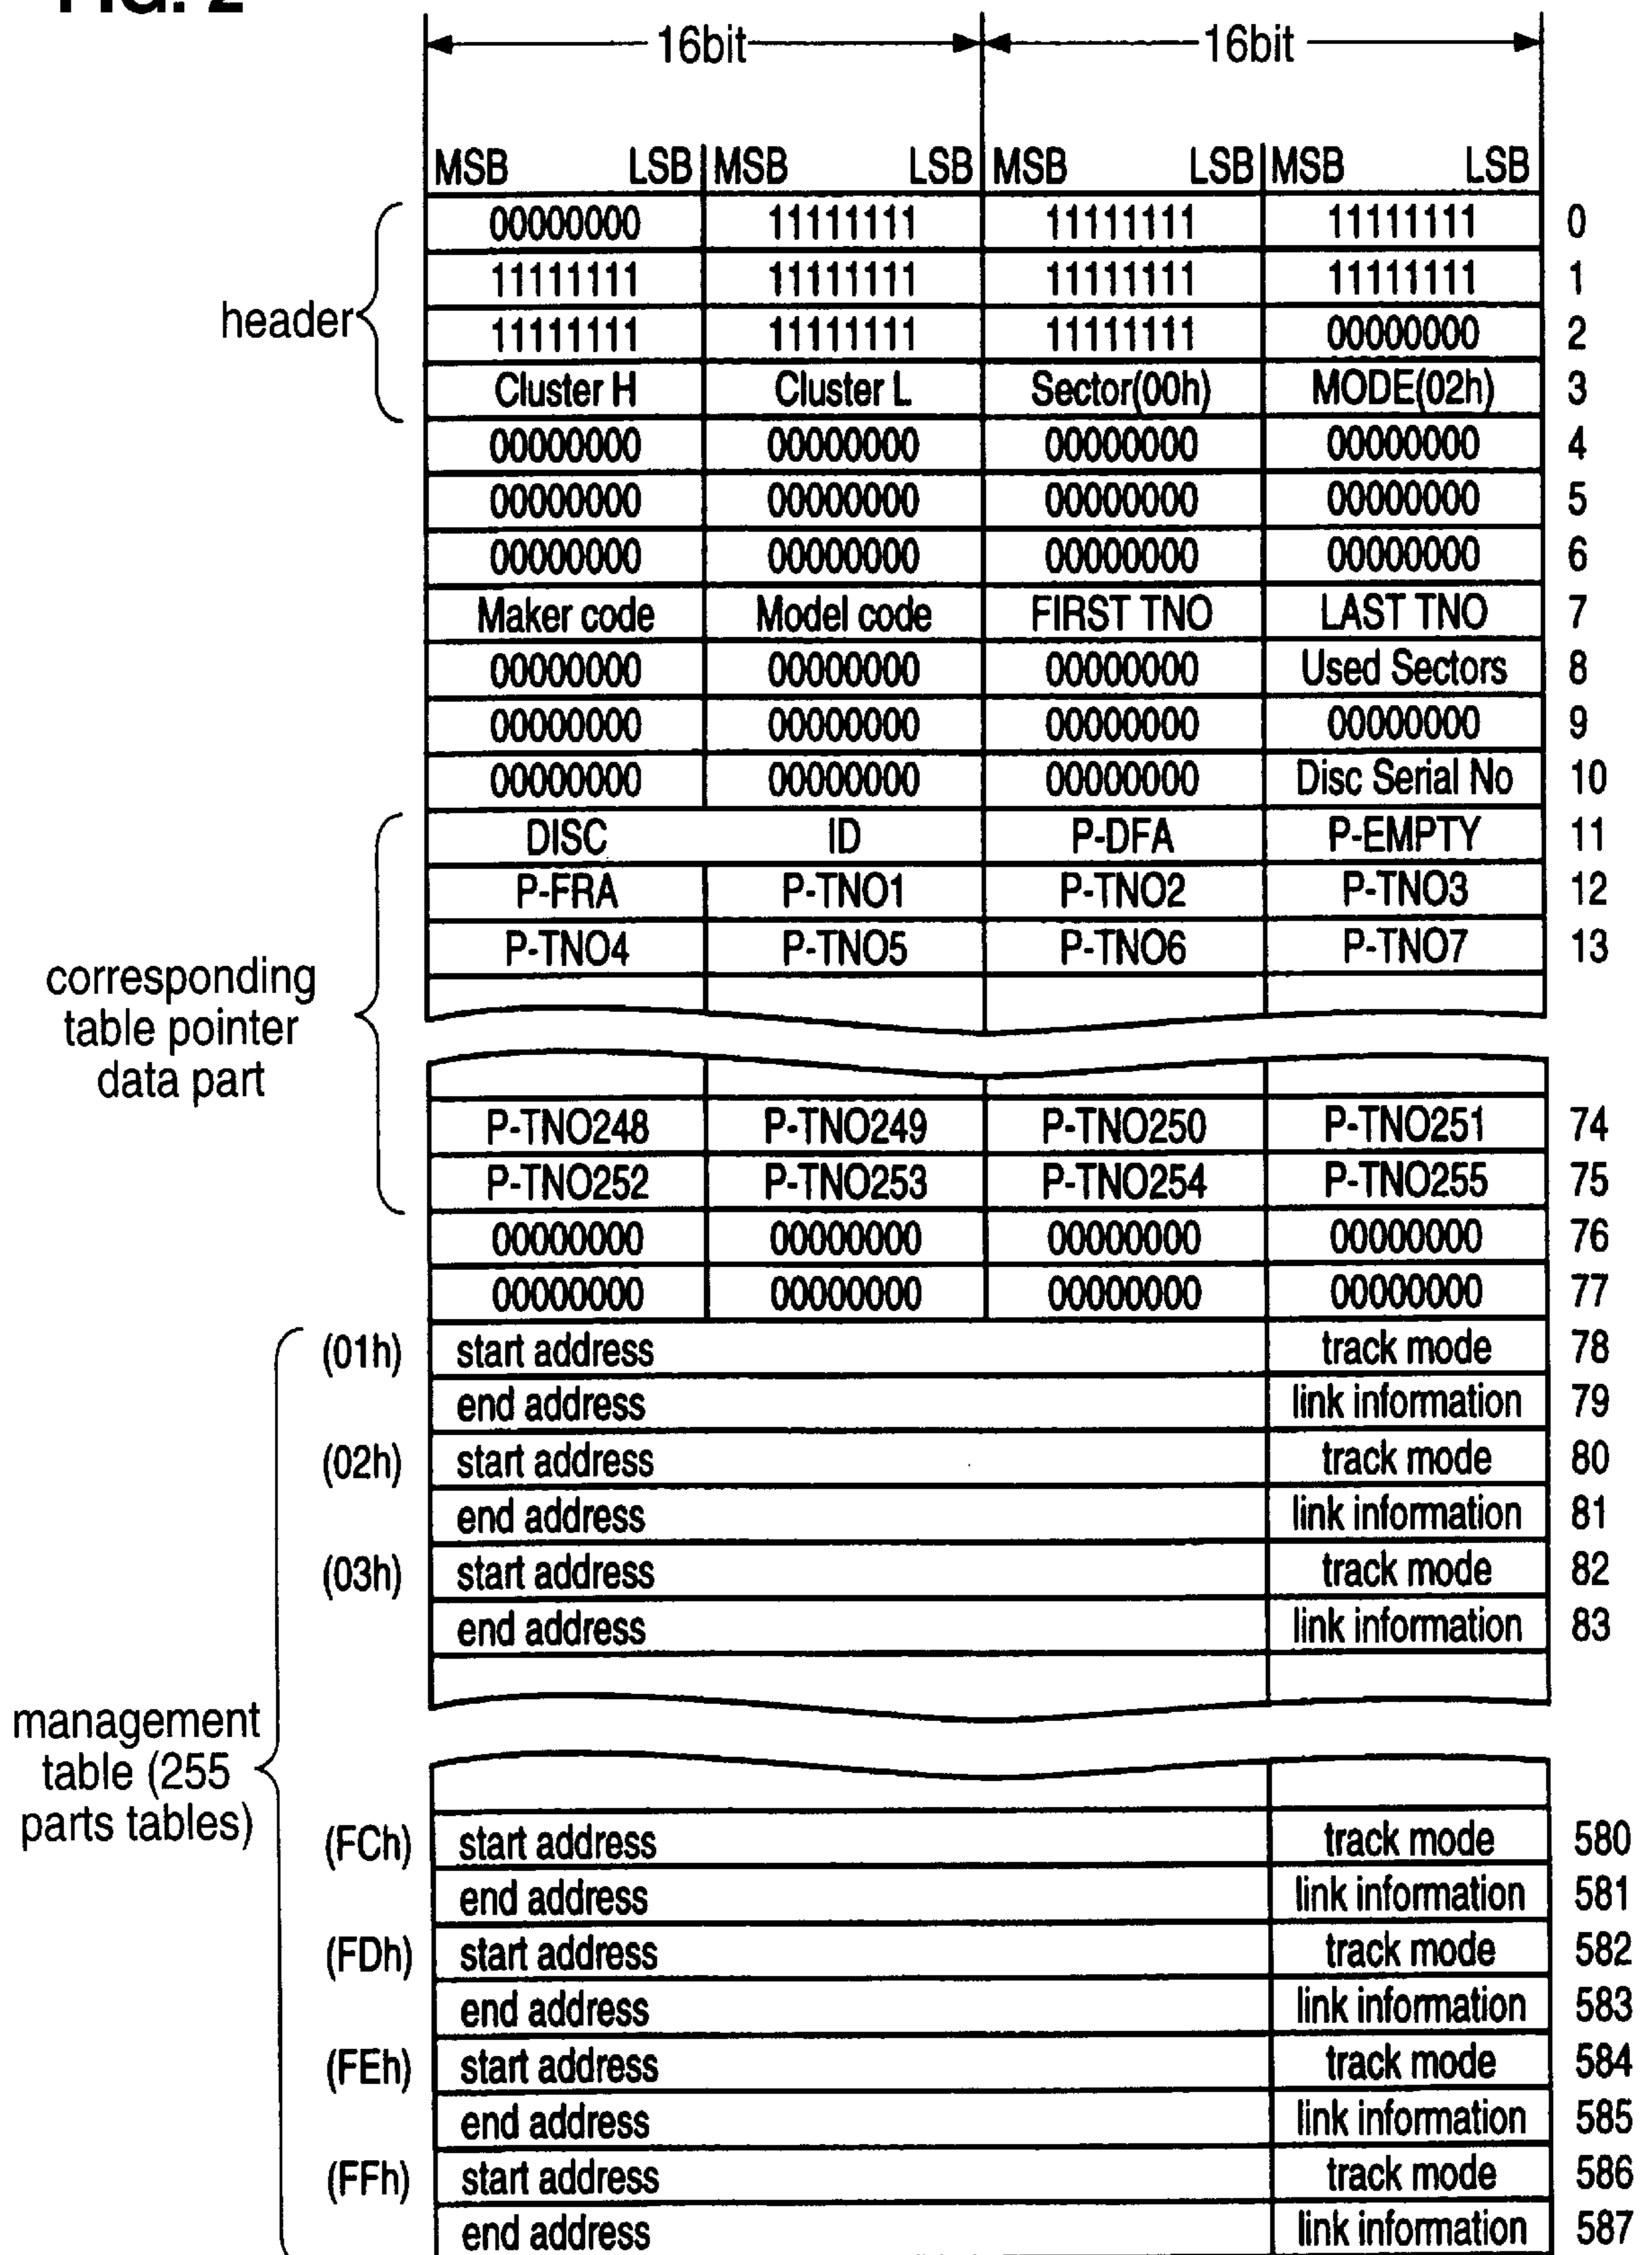 FIG. 2
16bit 16bit
MSB LSB MSB LSB MSB LSB MSB LSB
header
00000000 11111111 11111111 11111111 0
11111111 11111111 11111111 11111111 1
11111111 11111111 11111111 00000000 2
Cluster H Cluster L Sector(00h) MODE(02h) 3
00000000 00000000 00000000 00000000 4
00000000 00000000 00000000 00000000 5
00000000 00000000 00000000 00000000 6
Maker code Model code FIRST TNO LAST TNO 7
00000000 00000000 00000000 Used Sectors 8
00000000 00000000 00000000 00000000 9
00000000 00000000 00000000 Disc Serial No 10
corresponding
table pointer
data part
DISC ID P-DFA P-EMPTY 11
P-FRA P-TNO1 P-TNO2 P-TNO3 12
P-TNO4 P-TNO5 P-TNO6 P-TNO7 13
P-TNO248 P-TNO249 P-TNO250 P-TNO251 74
P-TNO252 P-TNO253 P-TNO254 P-TNO255 75
00000000 00000000 00000000 00000000 76
00000000 00000000 00000000 00000000 77
management
table (255
parts tables)
(01h) start address track mode 78
end address link information 79
(02h) start address track mode 80
end address link information 81
(03h) start address track mode 82
end address link information 83
(FCh) start address track mode 580
end address link information 581
(FDh) start address track mode 582
end address link information 583
(FEh) start address track mode 584
end address link information 585
(FFh) start address track mode 586
end address link information 587